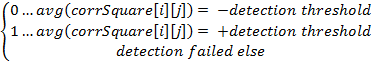 0 … avg(corrSquare[i][j]) = −detection threshold
1 … avg(corrSquare[i][j]) = +detection threshold
detection failed else